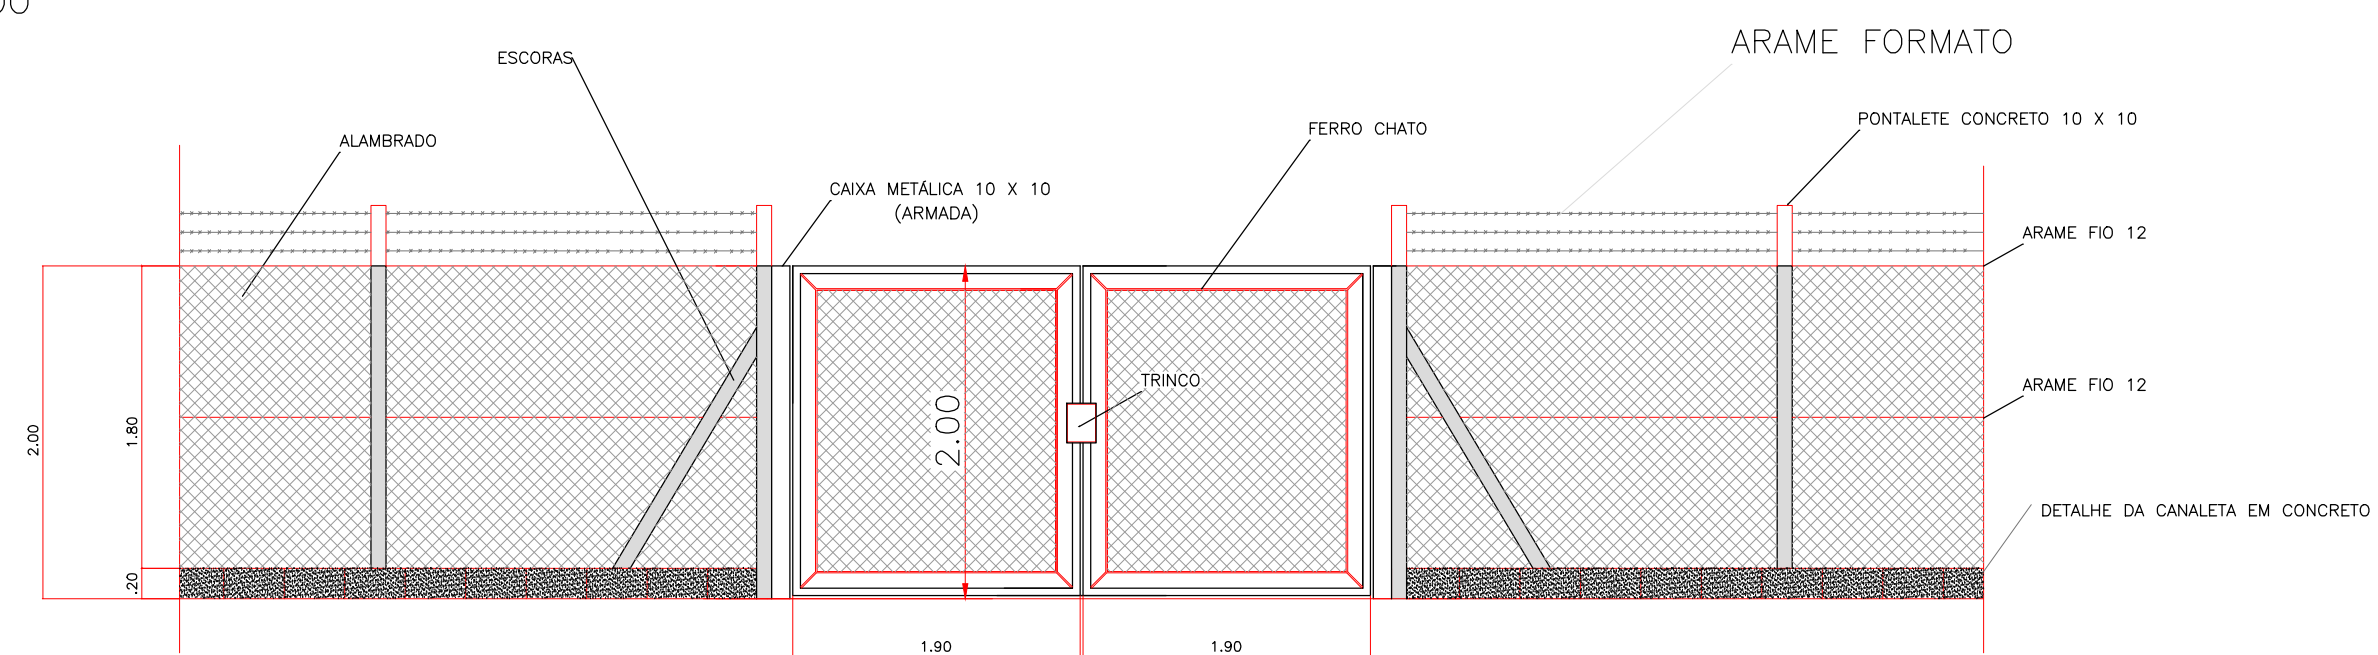 ARAME FORMATO
ESCORAS
PONTALETE CONCRETO 10 X 10
FERRO CHATO
ALAMBRADO
CAIXA METÁLICA 10 X 10
(ARMADA)
ARAME FIO 12
TRINCO
ARAME FIO 12
2.00
1.80
2.00
DETALHE DA CANALETA EM CONCRETO
.20
1.90
1.90